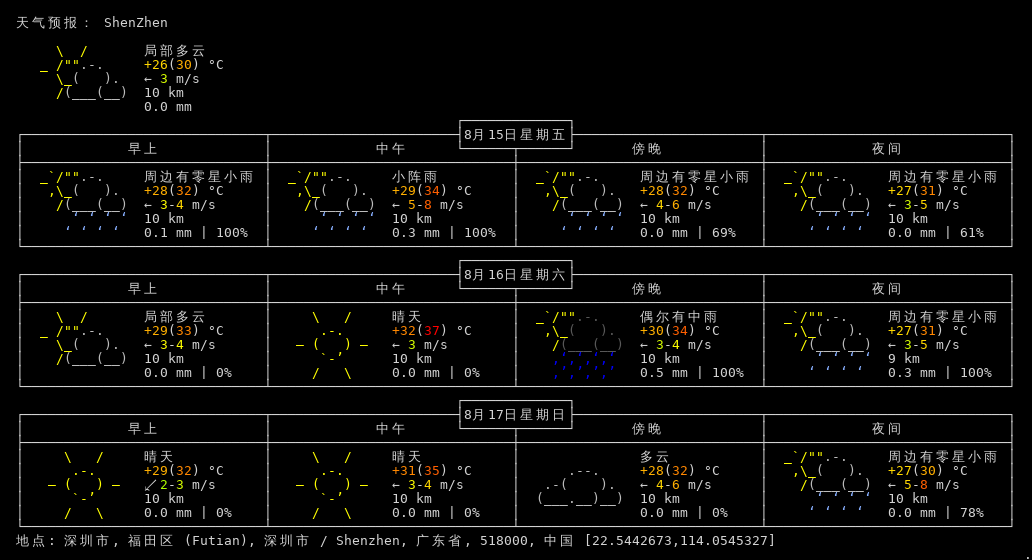 天气预报： ShenZhen
局部多云
+26(30) °C
← 3 m/s
10 km
0.0 mm
8月15日星期五
早上 中午 傍晚 夜间
周边有零星小雨 小阵雨 周边有零星小雨 周边有零星小雨
+28(32) °C +29(34) °C +28(32) °C +27(31) °C
← 3-4 m/s ← 5-8 m/s ← 4-6 m/s ← 3-5 m/s
10 km 10 km 10 km 10 km
0.1 mm | 100% 0.3 mm | 100% 0.0 mm | 69% 0.0 mm | 61%
8月16日星期六
早上 中午 傍晚 夜间
局部多云 晴天 偶尔有中雨 周边有零星小雨
+29(33) °C +32(37) °C +30(34) °C +27(31) °C
← 3-4 m/s ← 3 m/s ← 3-4 m/s ← 3-5 m/s
10 km 10 km 10 km 9 km
0.0 mm | 0% 0.0 mm | 0% 0.5 mm | 100% 0.3 mm | 100%
8月17日星期日
早上 中午 傍晚 夜间
晴天 晴天 多云 周边有零星小雨
+29(32) °C +31(35) °C +28(32) °C +27(30) °C
↙ 2-3 m/s ← 3-4 m/s ← 4-6 m/s ← 5-8 m/s
10 km 10 km 10 km 10 km
0.0 mm | 0% 0.0 mm | 0% 0.0 mm | 0% 0.0 mm | 78%
地点: 深圳市, 福田区 (Futian), 深圳市 / Shenzhen, 广东省, 518000, 中国 [22.5442673,114.0545327]